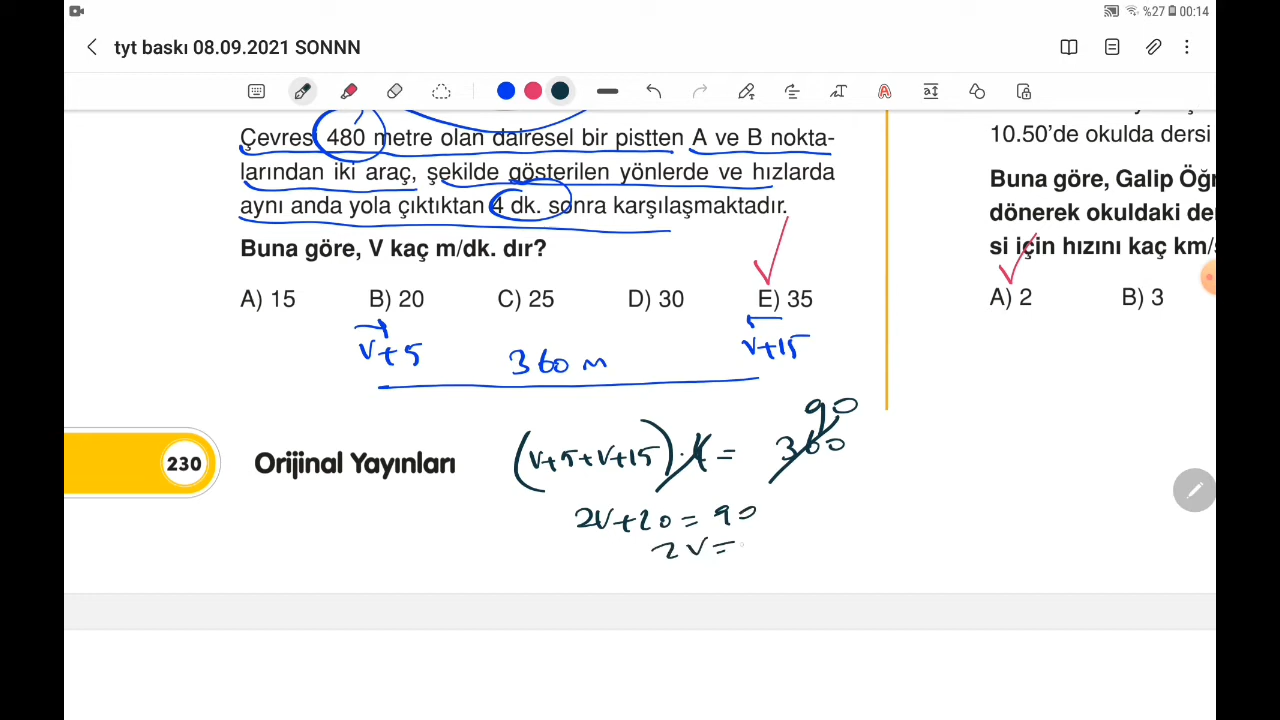 %27 00:14
tyt baskı 08.09.2021 SONNN
Çevresi 480 metre olan dairesel bir pistten A ve B nokta-
larından iki araç, şekilde gösterilen yönlerde ve hızlarda
aynı anda yola çıktıktan 4 dk. sonra karşılaşmaktadır.
Buna göre, V kaç m/dk. dır?
A) 15 B) 20 C) 25 D) 30 E) 35
V+5 360 m V+15
90
(V+5+V+15).4= 360
2V+20=90
2V=
230 Orijinal Yayınları
10.50'de okulda dersi
Buna göre, Galip Öğr
dönerek okuldaki der
si için hızını kaç km/s
A) 2 B) 3